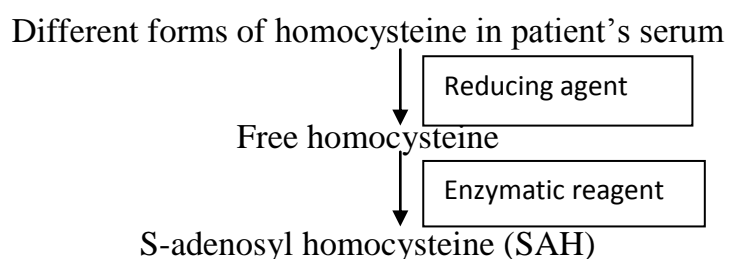 Different forms of homocysteine in patient’s serum
Reducing agent
Free homocysteine
Enzymatic reagent
S-adenosyl homocysteine (SAH)